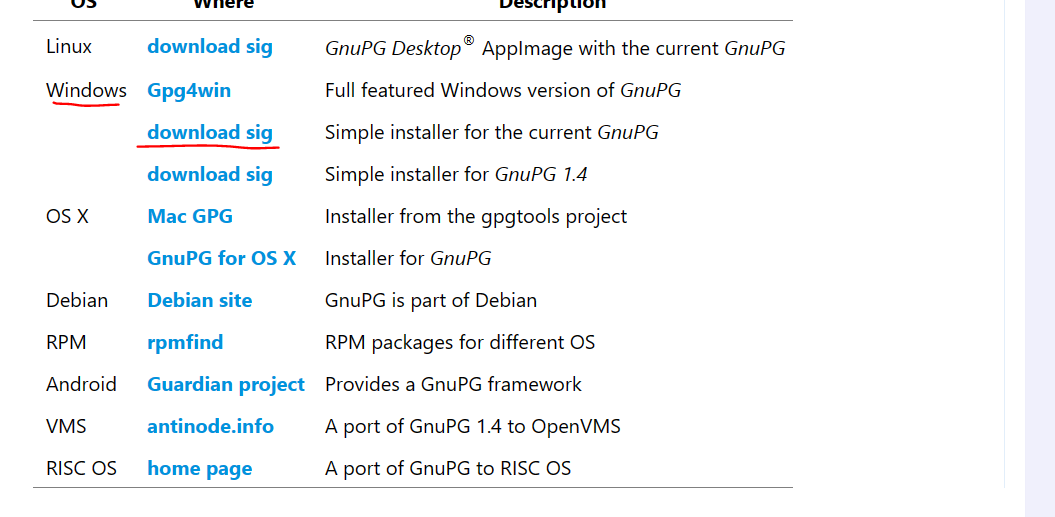 OS Where Description
Linux download sig GnuPG Desktop® AppImage with the current GnuPG
Windows Gpg4win Full featured Windows version of GnuPG
download sig Simple installer for the current GnuPG
download sig Simple installer for GnuPG 1.4
OS X Mac GPG Installer from the gpgtools project
GnuPG for OS X Installer for GnuPG
Debian Debian site GnuPG is part of Debian
RPM rpmfind RPM packages for different OS
Android Guardian project Provides a GnuPG framework
VMS antinode.info A port of GnuPG 1.4 to OpenVMS
RISC OS home page A port of GnuPG to RISC OS